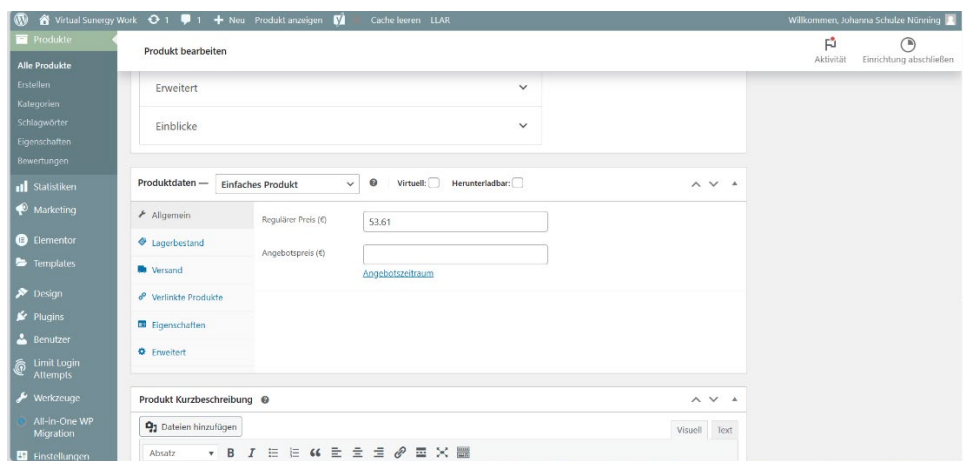 Virtual Sunergy Work 1 1 + Neu Produkt anzeigen Cache leeren LLAR Willkommen, Johanna Schulze Nünning
Produkte
Alle Produkte
Erstellen
Kategorien
Schlagwörter
Eigenschaften
Bewertungen
Statistiken
Marketing
Elementor
Templates
Design
Plugins
Benutzer
Limit Login
Attempts
Werkzeuge
All-in-One WP
Migration
Einstellungen
Produkt bearbeiten
Aktivität Einrichtung abschließen
Erweitert
Einblicke
Produktdaten — Einfaches Produkt Virtuell: Herunterladbar:
Allgemein
Lagerbestand
Versand
Verlinkte Produkte
Eigenschaften
Erweitert
Regulärer Preis (€) 53.61
Angebotspreis (€)
Angebotszeitraum
Produkt Kurzbeschreibung
Dateien hinzufügen Visuell Text
Absatz B I